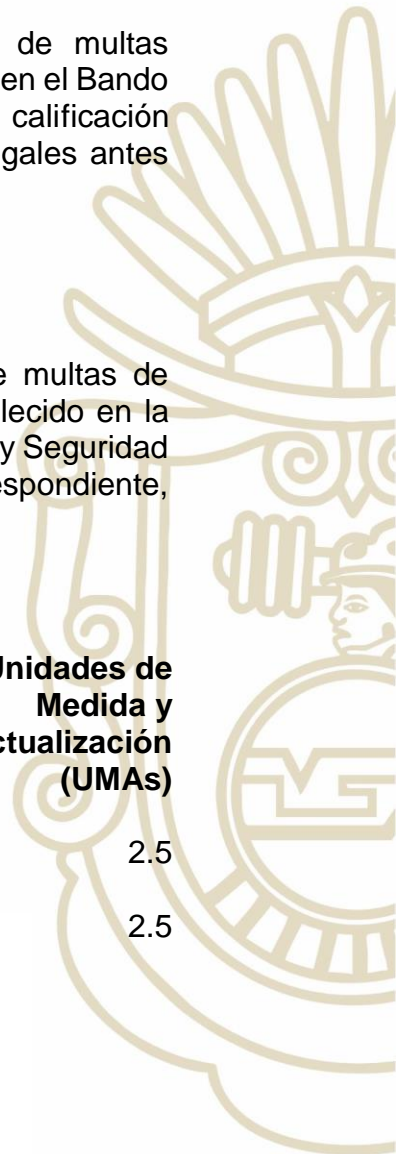 de multas
en el Bando
calificación
gales antes
e multas de
lecido en la
y Seguridad
espondiente,
Unidades de
Medida y
ctualización
(UMAs)
2.5
2.5